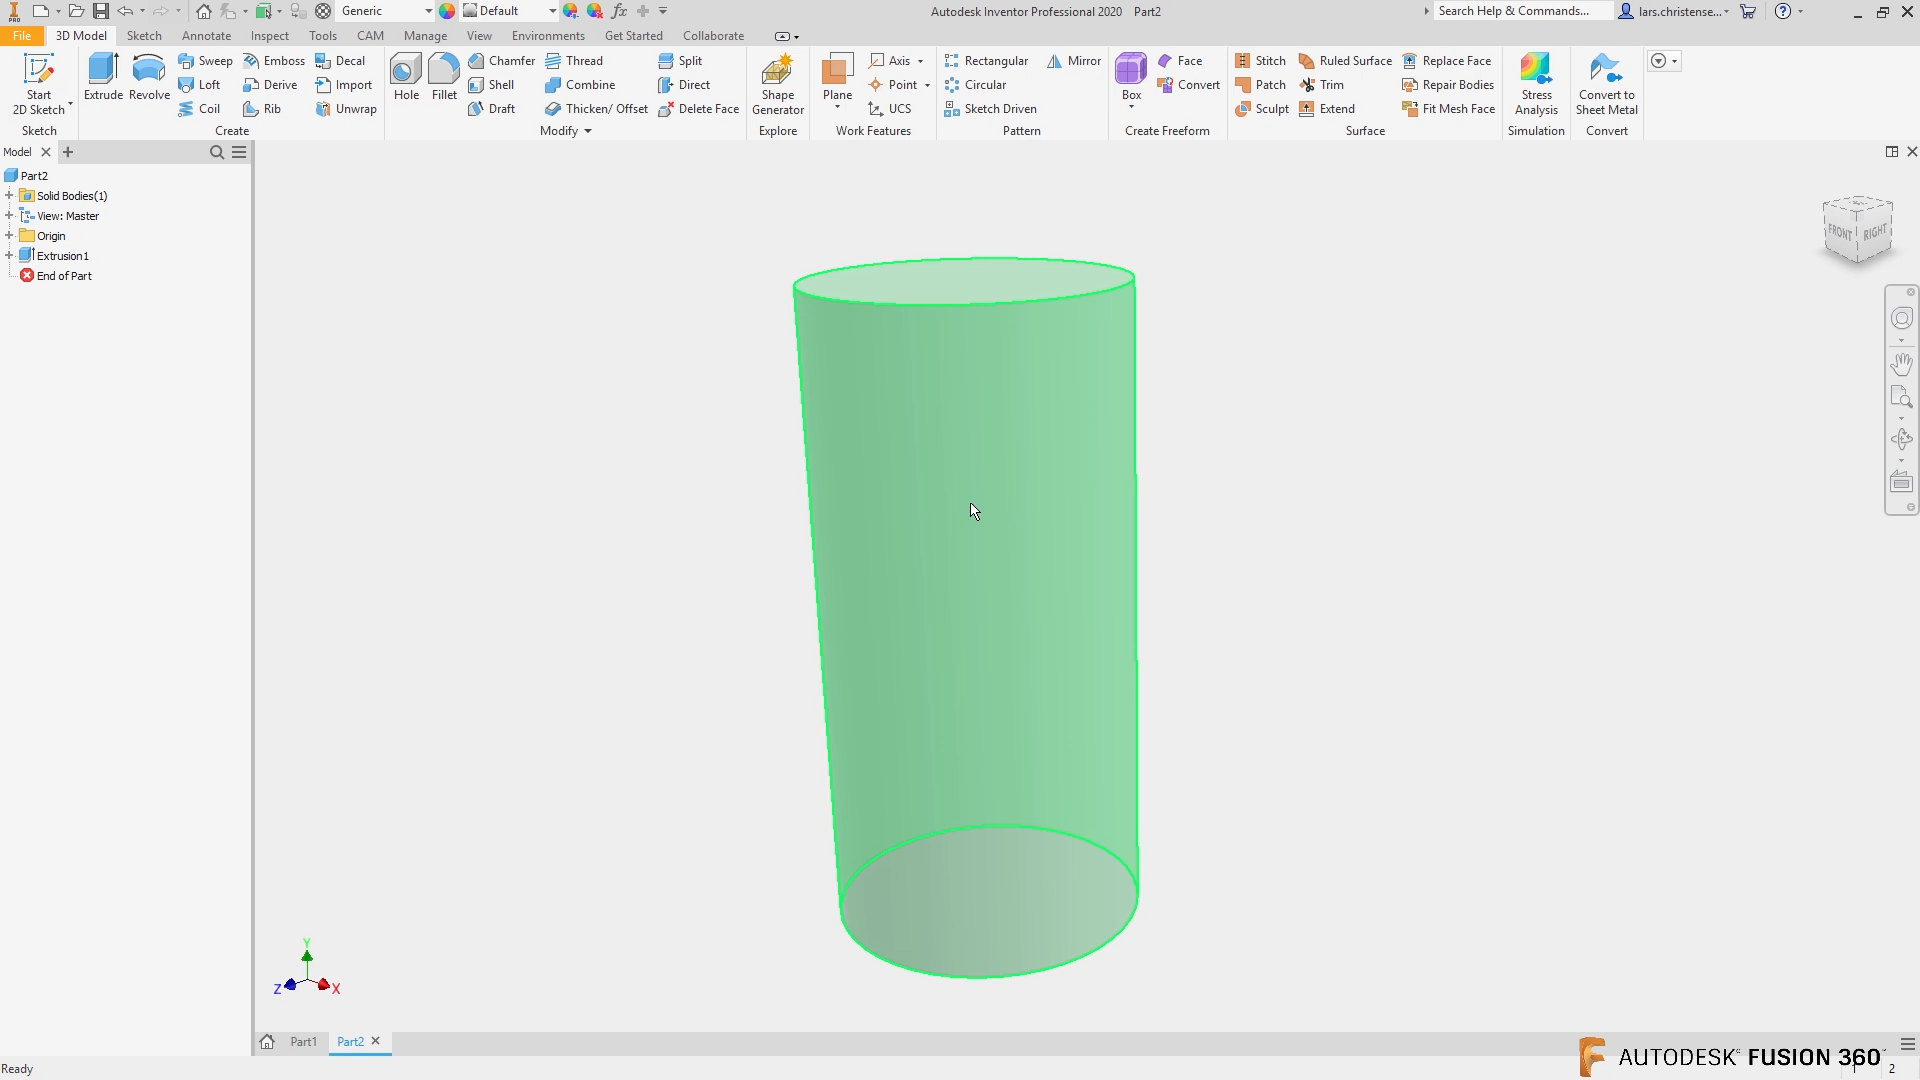 Generic Default fx Autodesk Inventor Professional 2020 Part2 Search Help & Commands... lars.christense...
File 3D Model Sketch Annotate Inspect Tools CAM Manage View Environments Get Started Collaborate
Start 2D Sketch
Sketch
Extrude Revolve Sweep Loft Coil Emboss Derive Rib Decal Import Unwrap
Create
Hole Fillet Chamfer Shell Draft Thread Combine Thicken/ Offset Split Direct Delete Face
Modify
Shape Generator
Explore
Plane Axis Point UCS
Work Features
Rectangular Circular Sketch Driven Mirror
Pattern
Box Face Convert
Create Freeform
Stitch Patch Sculpt Ruled Surface Trim Extend Replace Face Repair Bodies Fit Mesh Face
Surface
Stress Analysis
Simulation
Convert to Sheet Metal
Convert
Model
Part2
Solid Bodies(1)
View: Master
Origin
Extrusion1
End of Part
FRONT RIGHT
Y
Z X
Part1 Part2
AUTODESK FUSION 360
Ready
1 2